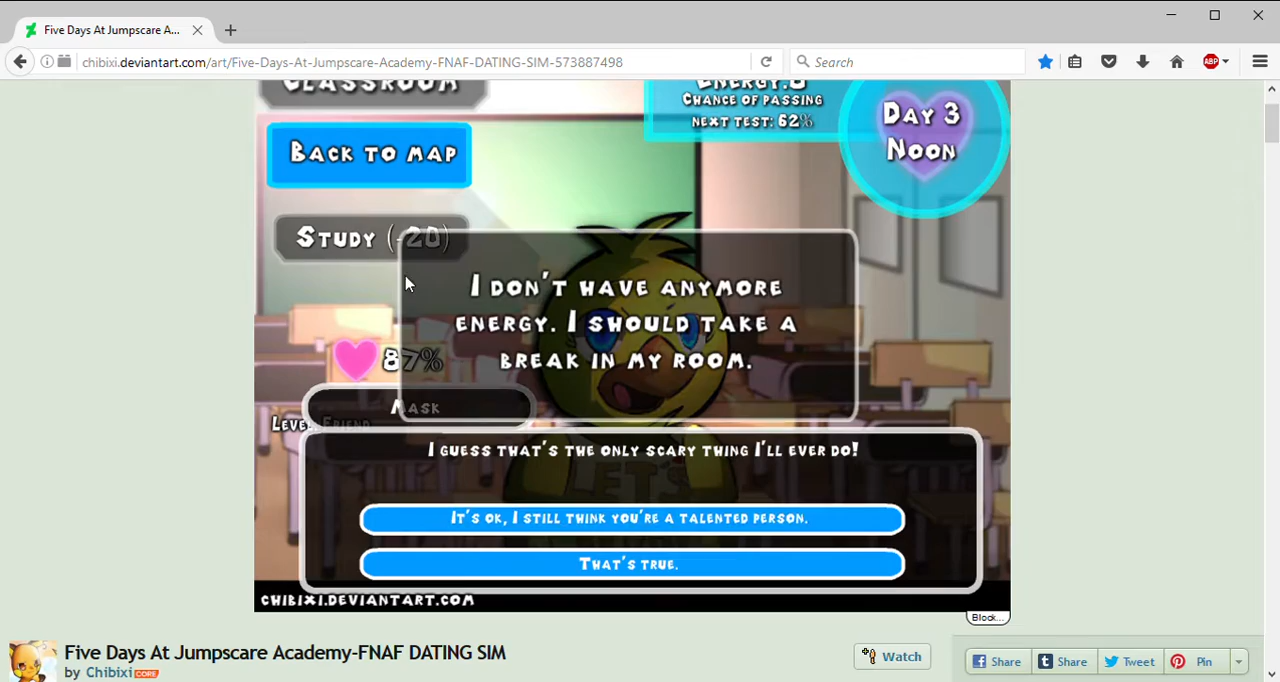 Five Days At Jumpscare A...
chibixi.deviantart.com/art/Five-Days-At-Jumpscare-Academy-FNAF-DATING-SIM-573887498
Search
ABP
CLASSROOM
ENERGY:0
CHANCE OF PASSING
NEXT TEST: 62%
DAY 3
NOON
BACK TO MAP
STUDY (-20)
I DON'T HAVE ANYMORE
ENERGY. I SHOULD TAKE A
BREAK IN MY ROOM.
87%
MASK
LEVEL: FRIEND
I GUESS THAT'S THE ONLY SCARY THING I'LL EVER DO!
LET'S
IT'S OK, I STILL THINK YOU'RE A TALENTED PERSON.
THAT'S TRUE.
CHIBIXI.DEVIANTART.COM
Block...
Five Days At Jumpscare Academy-FNAF DATING SIM
by Chibixi CORE
Watch
Share
Share
Tweet
Pin